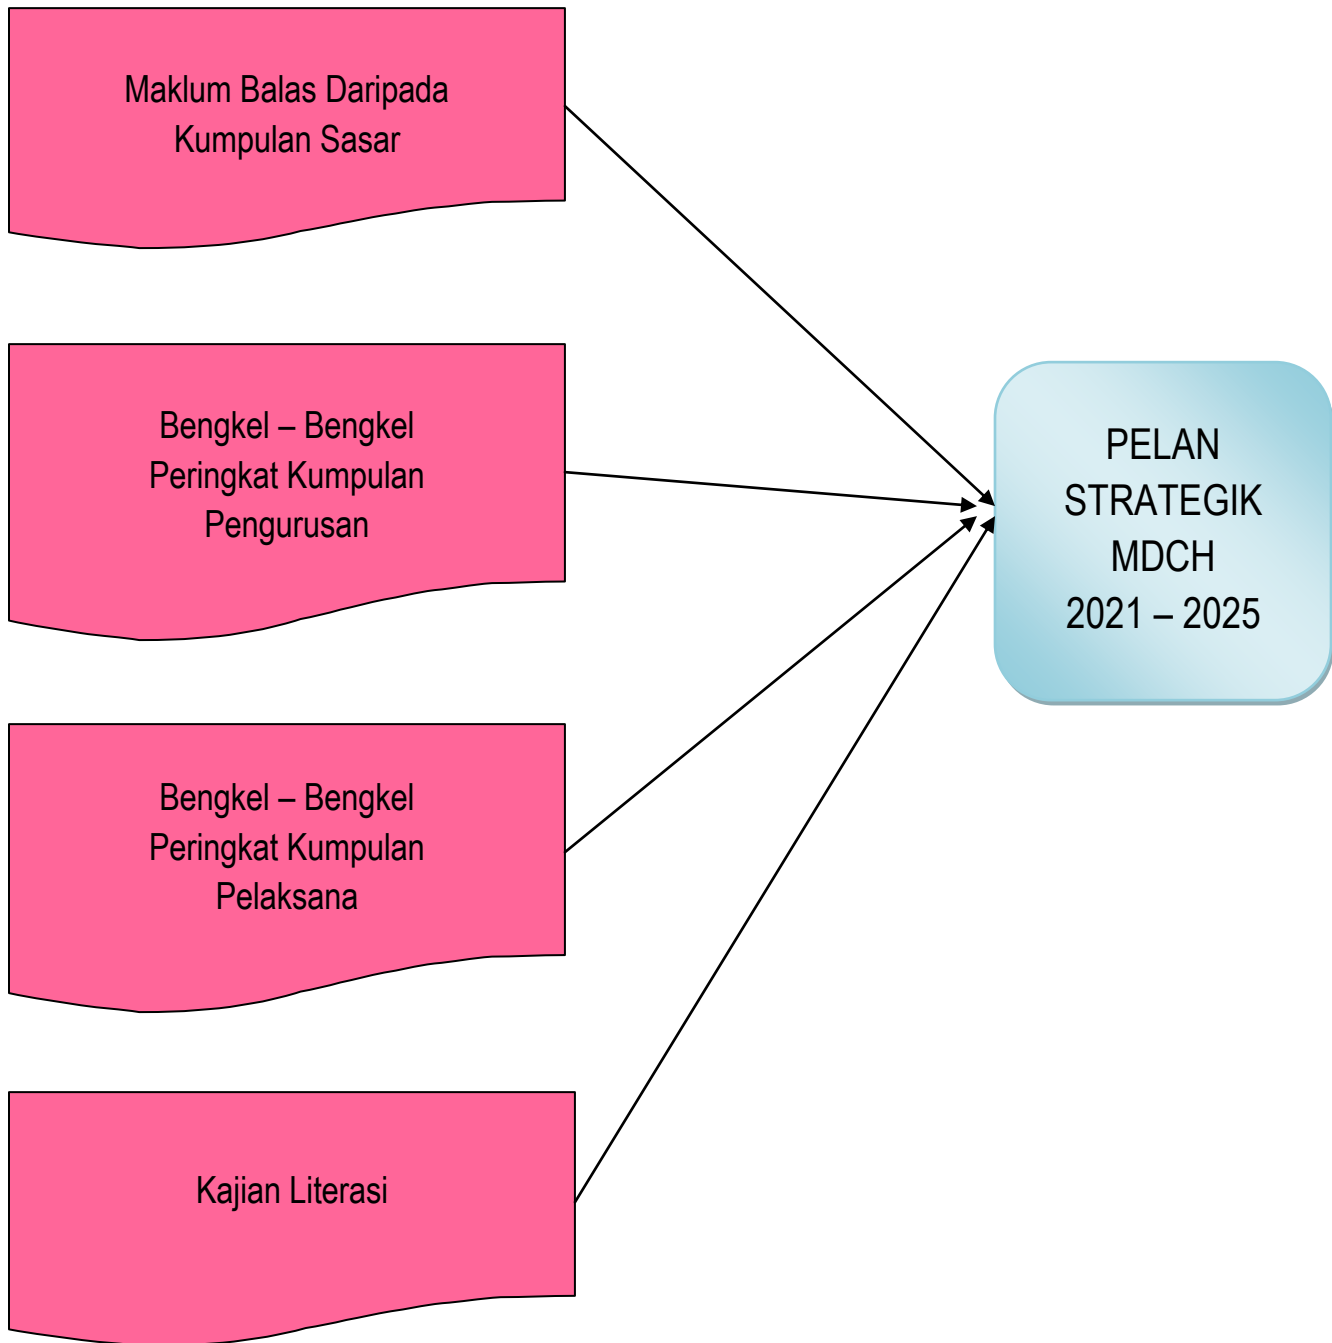 Maklum Balas Daripada
Kumpulan Sasar
Bengkel – Bengkel
Peringkat Kumpulan
Pengurusan
Bengkel – Bengkel
Peringkat Kumpulan
Pelaksana
Kajian Literasi
PELAN
STRATEGIK
MDCH
2021 – 2025